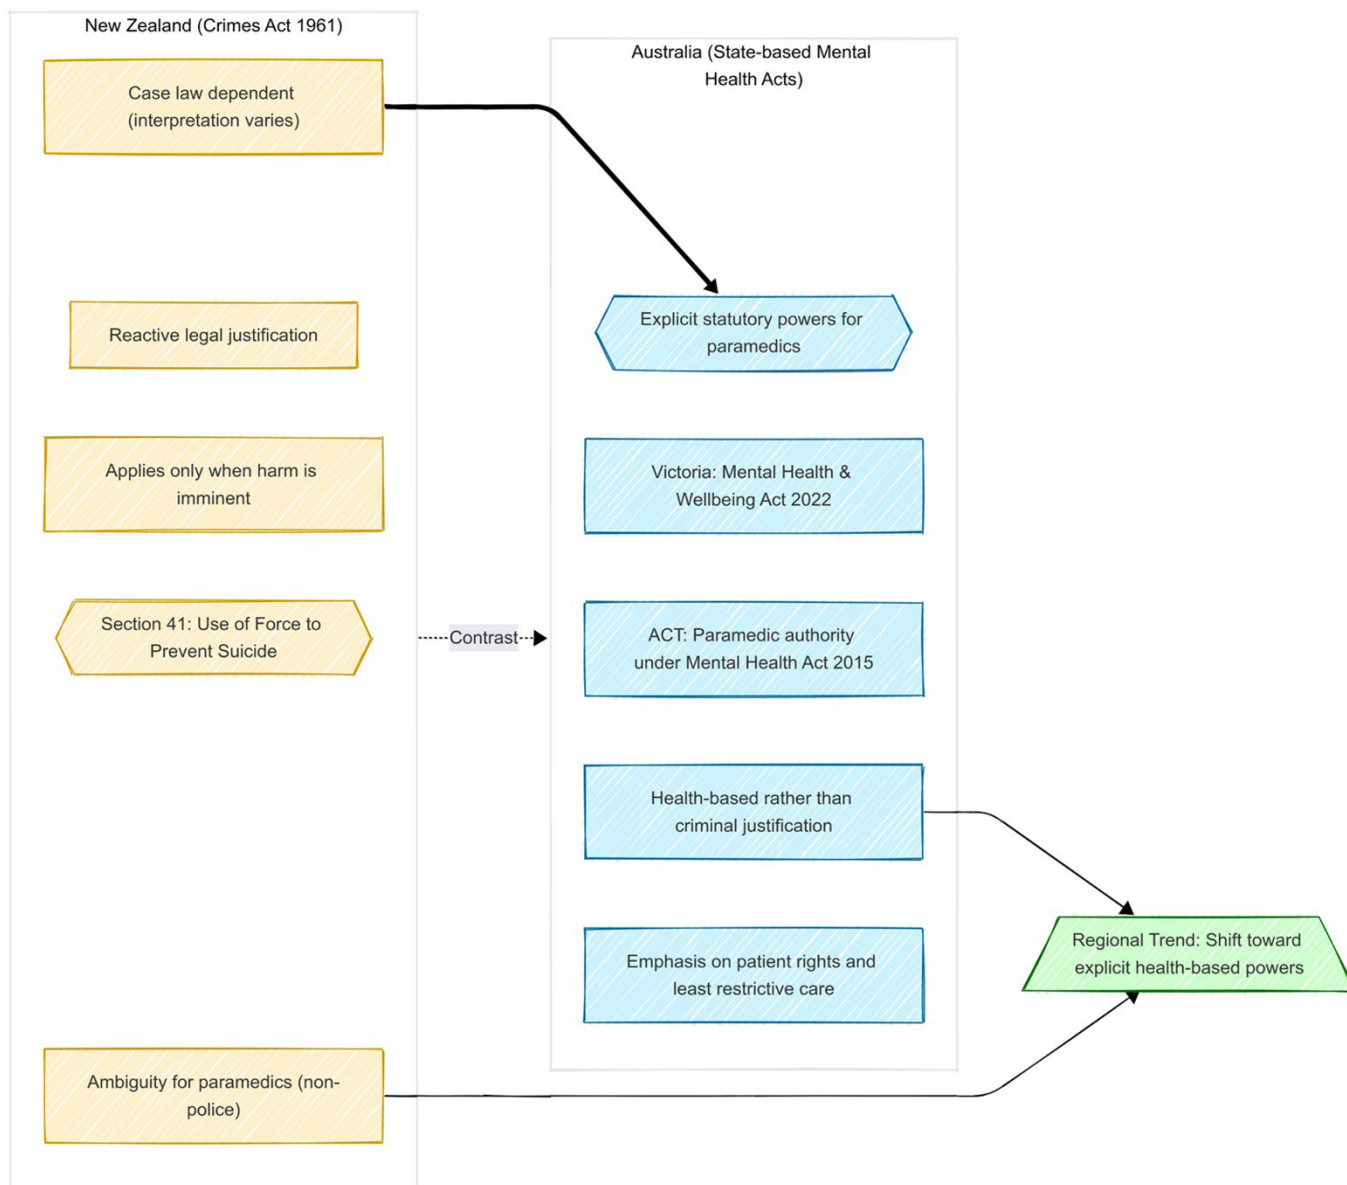 New Zealand (Crimes Act 1961)
Case law dependent
(interpretation varies)
Reactive legal justification
Applies only when harm is
imminent
Section 41: Use of Force to
Prevent Suicide
Ambiguity for paramedics (non-
police)
Contrast
Australia (State-based Mental
Health Acts)
Explicit statutory powers for
paramedics
Victoria: Mental Health &
Wellbeing Act 2022
ACT: Paramedic authority
under Mental Health Act 2015
Health-based rather than
criminal justification
Emphasis on patient rights and
least restrictive care
Regional Trend: Shift toward
explicit health-based powers